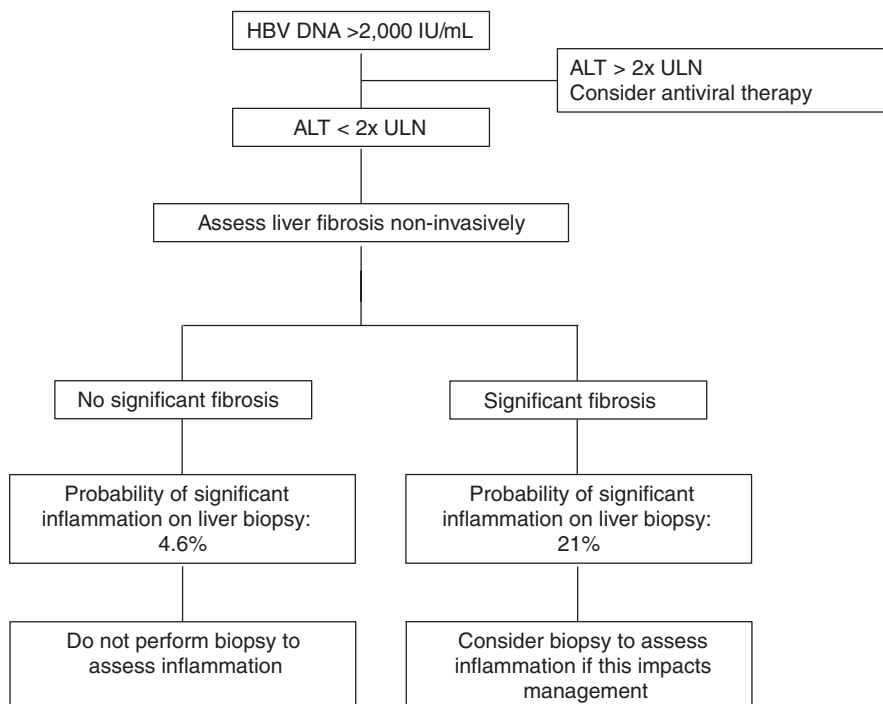 HBV DNA >2,000 IU/mL
ALT > 2x ULN
Consider antiviral therapy
ALT < 2x ULN
Assess liver fibrosis non-invasively
No significant fibrosis
Significant fibrosis
Probability of significant
inflammation on liver biopsy:
4.6%
Probability of significant
inflammation on liver biopsy:
21%
Do not perform biopsy to
assess inflammation
Consider biopsy to assess
inflammation if this impacts
management